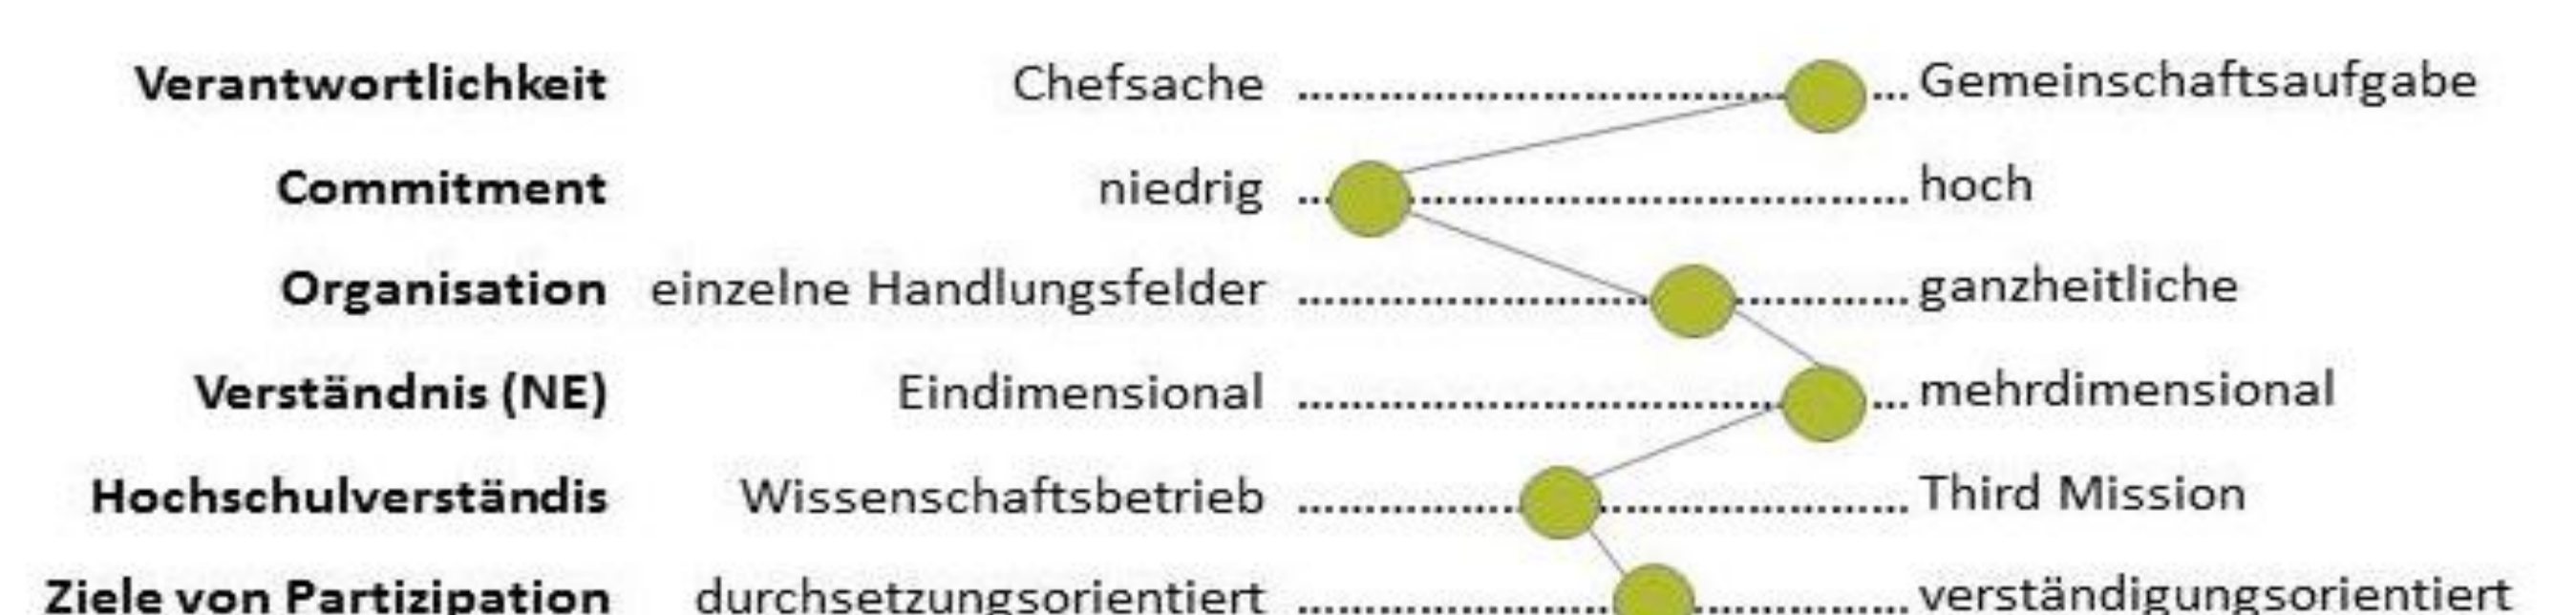 Verantwortlichkeit Chefsache Gemeinschaftsaufgabe
Commitment niedrig hoch
Organisation einzelne Handlungsfelder ganzheitliche
Verständnis (NE) Eindimensional mehrdimensional
Hochschulverständis Wissenschaftsbetrieb Third Mission
Ziele von Partizipation durchsetzungsorientiert verständigungsorientiert